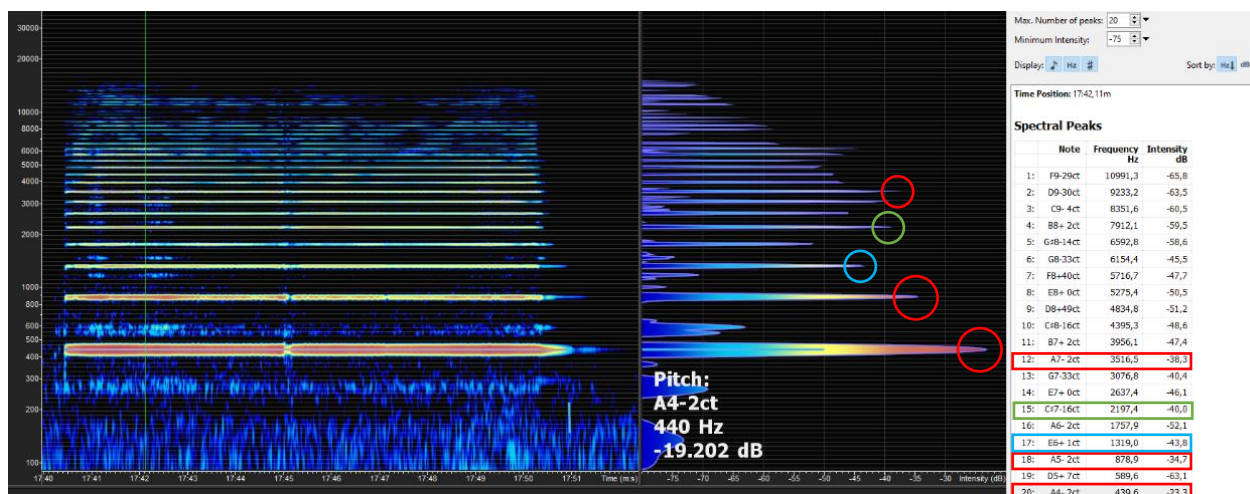 30000
20000
10000
8000
6000
5000
4000
3000
2000
1000
800
600
500
400
300
200
100
17:40 17:41 17:42 17:43 17:44 17:45 17:46 17:47 17:48 17:49 17:50 17:51 Time (m:s)
Pitch:
A4-2ct
440 Hz
-19.202 dB
-75 -70 -65 -60 -55 -50 -45 -40 -35 -30 Intensity (dB)
Max. Number of peaks: 20
Minimum Intensity: -75
Display: Hz Sort by: Hz dB
Time Position: 17:42,11m
Spectral Peaks
Note Frequency Intensity
Hz dB
1: F9-29ct 10991,3 -65,8
2: D9-30ct 9233,2 -63,5
3: C9- 4ct 8351,6 -60,5
4: B8+ 2ct 7912,1 -59,5
5: G#8-14ct 6592,8 -58,6
6: G8-33ct 6154,4 -45,5
7: F8+40ct 5716,7 -47,7
8: E8+ 0ct 5275,4 -50,5
9: D8+49ct 4834,8 -51,2
10: C#8-16ct 4395,3 -48,6
11: B7+ 2ct 3956,1 -47,4
12: A7- 2ct 3516,5 -38,3
13: G7-33ct 3076,8 -40,4
14: E7+ 0ct 2637,4 -46,1
15: C#7-16ct 2197,4 -40,0
16: A6- 2ct 1757,9 -52,1
17: E6+ 1ct 1319,0 -43,8
18: A5- 2ct 878,9 -34,7
19: D5+ 7ct 589,6 -63,1
20: A4- 2ct 439,6 -23,3